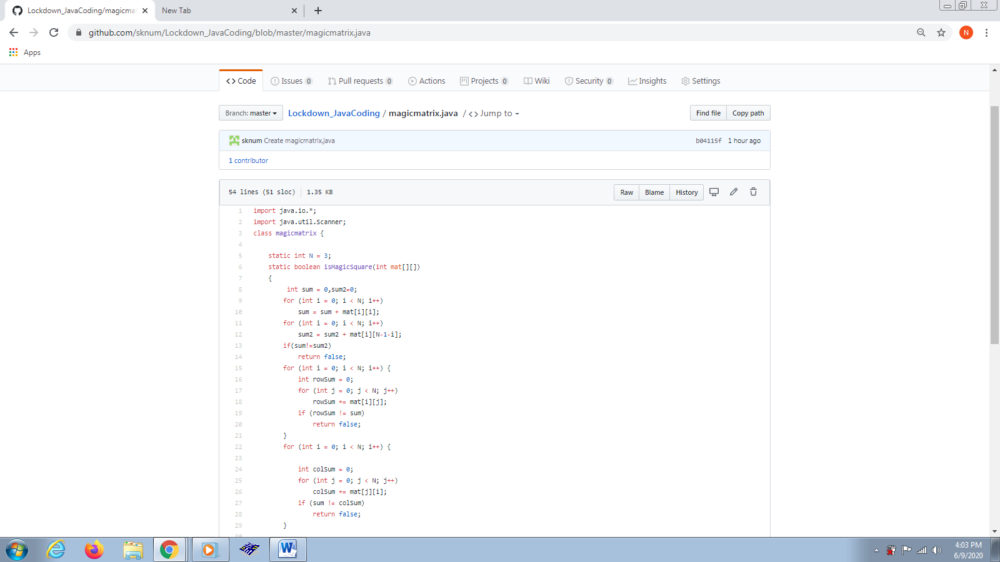 Lockdown_JavaCoding/magicmat
New Tab
github.com/sknum/Lockdown_JavaCoding/blob/master/magicmatrix.java
N
Apps
Code
Issues 0
Pull requests 0
Actions
Projects 0
Wiki
Security 0
Insights
Settings
Branch: master
Lockdown_JavaCoding / magicmatrix.java / <> Jump to
Find file
Copy path
sknum Create magicmatrix.java
b04115f 1 hour ago
1 contributor
54 lines (51 sloc) 1.35 KB
Raw
Blame
History
1 import java.io.*;
2 import java.util.Scanner;
3 class magicmatrix {
4
5 static int N = 3;
6 static boolean isMagicSquare(int mat[][])
7 {
8 int sum = 0,sum2=0;
9 for (int i = 0; i < N; i++)
10 sum = sum + mat[i][i];
11 for (int i = 0; i < N; i++)
12 sum2 = sum2 + mat[i][N-1-i];
13 if(sum!=sum2)
14 return false;
15 for (int i = 0; i < N; i++) {
16 int rowSum = 0;
17 for (int j = 0; j < N; j++)
18 rowSum += mat[i][j];
19 if (rowSum != sum)
20 return false;
21 }
22 for (int i = 0; i < N; i++) {
23
24 int colSum = 0;
25 for (int j = 0; j < N; j++)
26 colSum += mat[j][i];
27 if (sum != colSum)
28 return false;
29 }
4:03 PM
6/9/2020